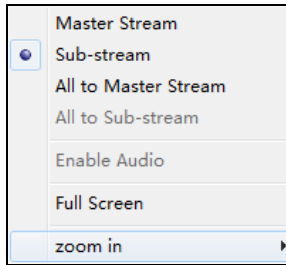 Master Stream
Sub-stream
All to Master Stream
All to Sub-stream
Enable Audio
Full Screen
zoom in